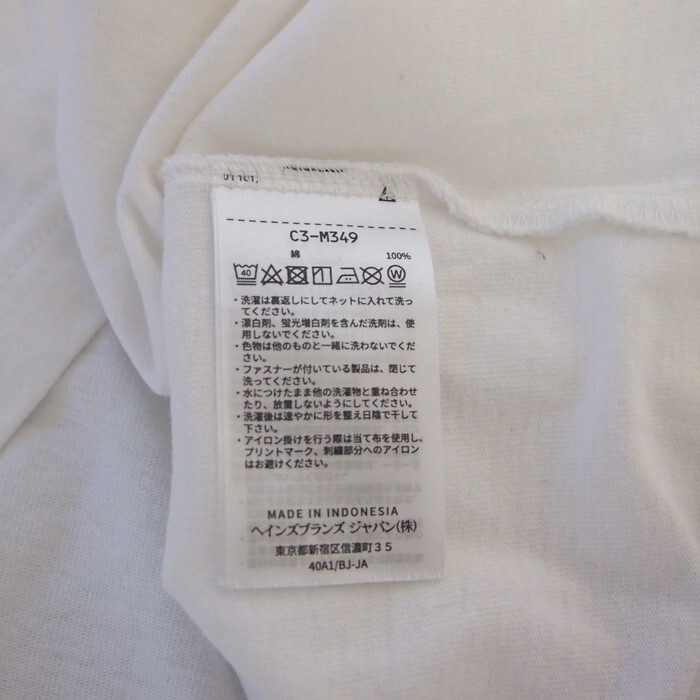 C3-M349
綿 100%
40 W
・洗濯は裏返しにしてネットに入れて洗っ
てください。
・漂白剤、蛍光増白剤を含んだ洗剤は、使
用しないでください。
・色物は他のものと一緒に洗わないでくだ
さい。
・ファスナーが付いている製品は、閉じて
洗ってください。
・水につけたまま他の洗濯物と重ね合わせ
たり、放置しないようにしてください。
・洗濯後は速やかに形を整え日陰で干して
下さい。
・アイロン掛けを行う際は当て布を使用し、
プリントマーク、刺繍部分へのアイロン
はお避けください。
MADE IN INDONESIA
ヘインズブランズ ジャパン(株)
東京都新宿区信濃町35
40A1/BJ-JA